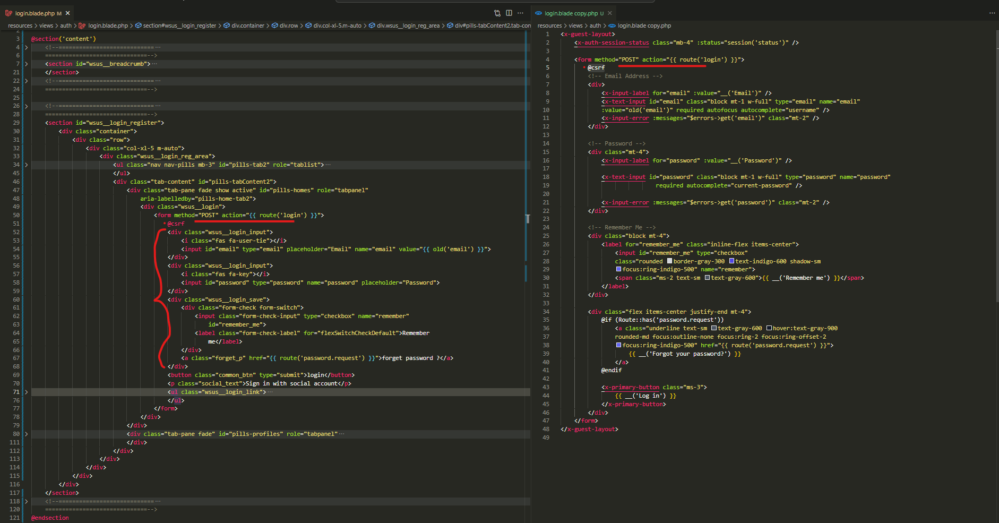 login.blade.php M
resources > views > auth > login.blade.php > section#wsus__login_register > div.container > div.row > div.col-xl-5.m-auto > div.wsus__login_reg_area > div#pills-tabContent2.tab-con
2
3 @section('content')
4 <!--============================ ···
6 ==============================-->
7 <section id="wsus__breadcrumb"> ···
21 </section>
22 <!--============================ ···
24 ==============================-->
25
26 <!--============================ ···
28 ==============================-->
29 <section id="wsus__login_register">
30 <div class="container">
31 <div class="row">
32 <div class="col-xl-5 m-auto">
33 <div class="wsus__login_reg_area">
34 <ul class="nav nav-pills mb-3" id="pills-tab2" role="tablist"> ···
45 </ul>
46 <div class="tab-content" id="pills-tabContent2">
47 <div class="tab-pane fade show active" id="pills-homes" role="tabpanel"
48 aria-labelledby="pills-home-tab2">
49 <div class="wsus__login">
50 <form method="POST" action="{{ route('login') }}">
51 @csrf
52 <div class="wsus__login_input">
53 <i class="fas fa-user-tie"></i>
54 <input id="email" type="email" placeholder="Email" name="email" value="{{ old('email') }}">
55 </div>
56 <div class="wsus__login_input">
57 <i class="fas fa-key"></i>
58 <input id="password" type="password" name="password" placeholder="Password">
59 </div>
60 <div class="wsus__login_save">
61 <div class="form-check form-switch">
62 <input class="form-check-input" type="checkbox" name="remember"
63 id="remember_me">
64 <label class="form-check-label" for="flexSwitchCheckDefault">Remember
65 me</label>
66 </div>
67 <a class="forget_p" href="{{ route('password.request') }}">forget password ?</a>
68 </div>
69 <button class="common_btn" type="submit">login</button>
70 <p class="social_text">Sign in with social account</p>
71 <ul class="wsus__login_link"> ···
76 </ul>
77 </form>
78 </div>
79 </div>
80 <div class="tab-pane fade" id="pills-profiles" role="tabpanel" ···
111 </div>
112 </div>
113 </div>
114 </div>
115 </div>
116 </div>
117 </section>
118 <!--============================ ···
120 ==============================-->
121 @endsection
login.blade copy.php U
resources > views > auth > login.blade copy.php
1 <x-guest-layout>
2 <x-auth-session-status class="mb-4" :status="session('status')" />
3
4 <form method="POST" action="{{ route('login') }}">
5 @csrf
6 <!-- Email Address -->
7 <div>
8 <x-input-label for="email" :value="__('Email')" />
9 <x-text-input id="email" class="block mt-1 w-full" type="email" name="email"
10 :value="old('email')" required autofocus autocomplete="username" />
11 <x-input-error :messages="$errors->get('email')" class="mt-2" />
12 </div>
13
14 <!-- Password -->
15 <div class="mt-4">
16 <x-input-label for="password" :value="__('Password')" />
17
18 <x-text-input id="password" class="block mt-1 w-full" type="password" name="password"
19 required autocomplete="current-password" />
20
21 <x-input-error :messages="$errors->get('password')" class="mt-2" />
22 </div>
23
24 <!-- Remember Me -->
25 <div class="block mt-4">
26 <label for="remember_me" class="inline-flex items-center">
27 <input id="remember_me" type="checkbox"
28 class="rounded border-gray-300 text-indigo-600 shadow-sm
29 focus:ring-indigo-500" name="remember">
30 <span class="ms-2 text-sm text-gray-600">{{ __('Remember me') }}</span>
31 </label>
32 </div>
33
34 <div class="flex items-center justify-end mt-4">
35 @if (Route::has('password.request'))
36 <a class="underline text-sm text-gray-600 hover:text-gray-900
37 rounded-md focus:outline-none focus:ring-2 focus:ring-offset-2
38 focus:ring-indigo-500" href="{{ route('password.request') }}">
39 {{ __('Forgot your password?') }}
40 </a>
41 @endif
42
43 <x-primary-button class="ms-3">
44 {{ __('Log in') }}
45 </x-primary-button>
46 </div>
47 </form>
48 </x-guest-layout>
49